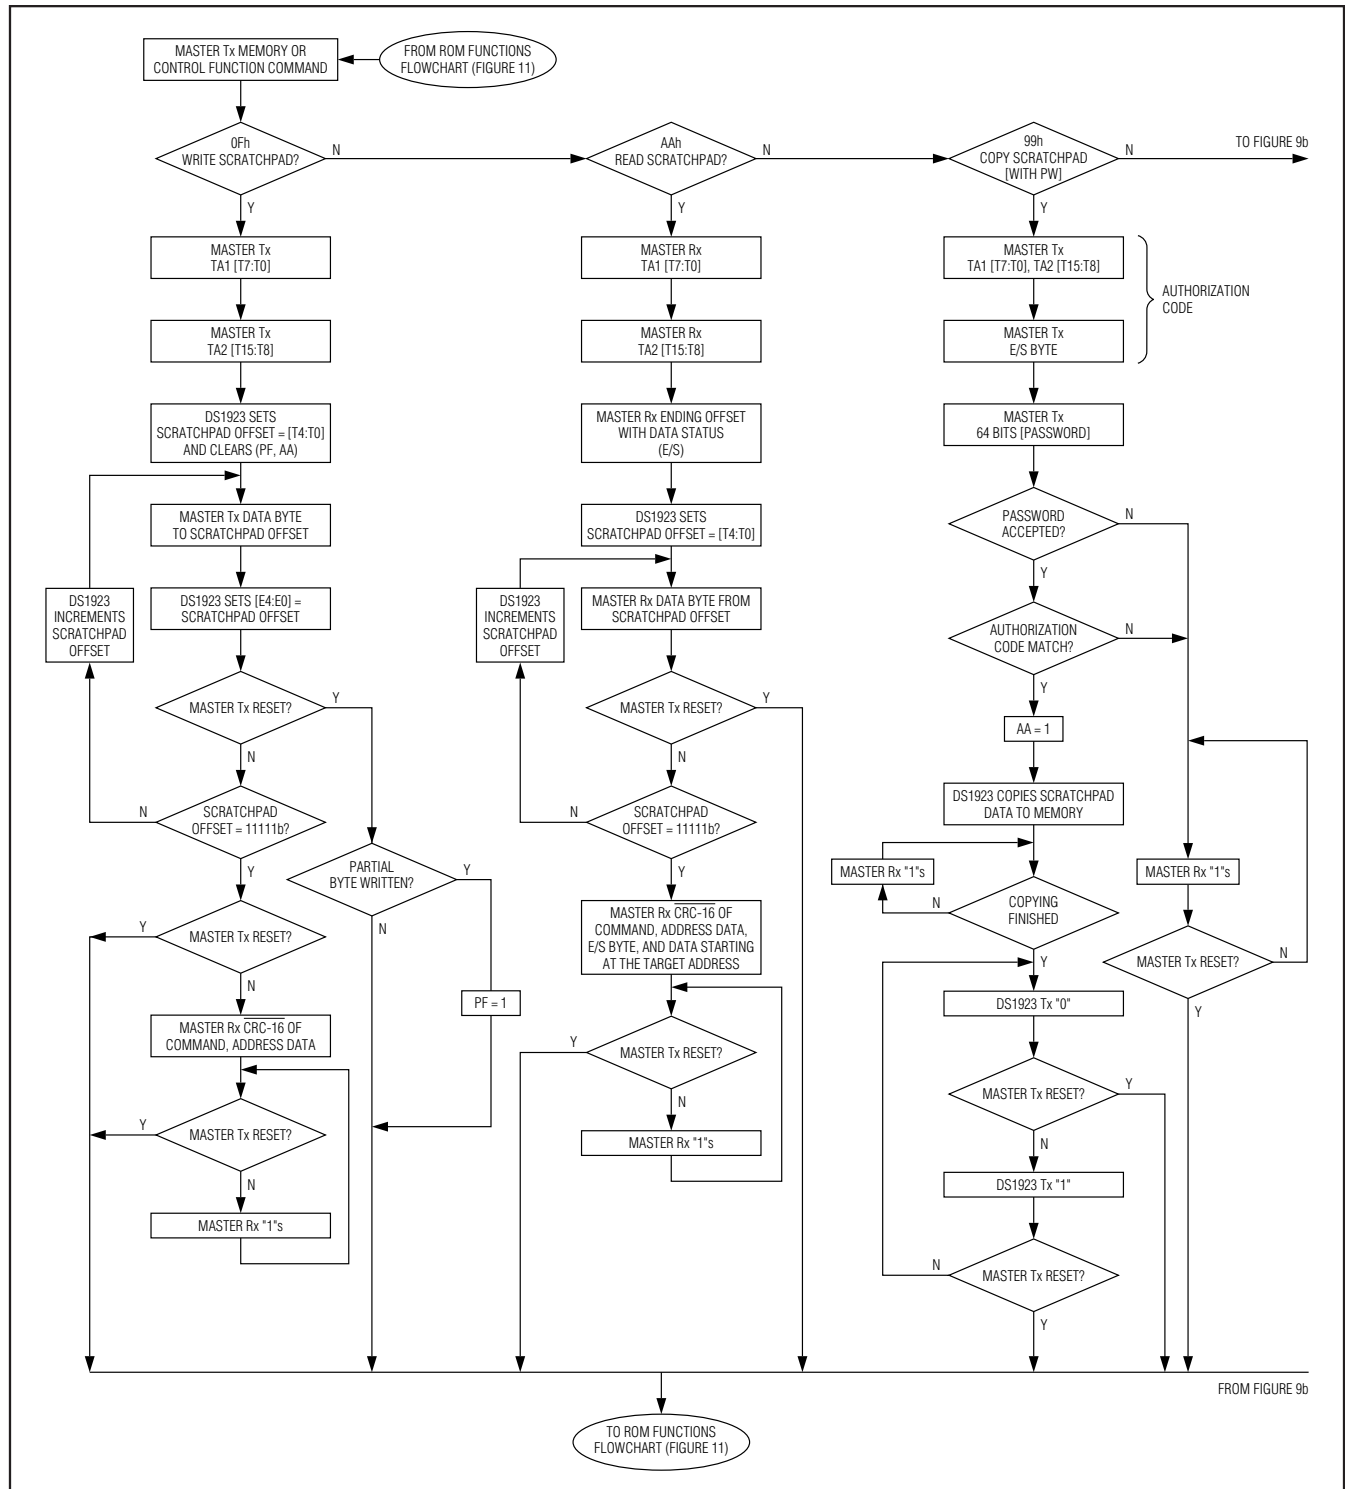 MASTER Tx MEMORY OR
CONTROL FUNCTION COMMAND
FROM ROM FUNCTIONS
FLOWCHART (FIGURE 11)
0Fh
WRITE SCRATCHPAD?
N
Y
AAh
READ SCRATCHPAD?
N
Y
99h
COPY SCRATCHPAD
[WITH PW]
N
Y
TO FIGURE 9b
MASTER Tx
TA1 [T7:T0]
MASTER Tx
TA2 [T15:T8]
DS1923 SETS
SCRATCHPAD OFFSET = [T4:T0]
AND CLEARS (PF, AA)
MASTER Tx DATA BYTE
TO SCRATCHPAD OFFSET
DS1923 SETS [E4:E0] =
SCRATCHPAD OFFSET
DS1923
INCREMENTS
SCRATCHPAD
OFFSET
MASTER Tx RESET?
Y
N
SCRATCHPAD
OFFSET = 11111b?
N
Y
PARTIAL
BYTE WRITTEN?
Y
N
PF = 1
MASTER Tx RESET?
Y
N
MASTER Rx CRC-16 OF
COMMAND, ADDRESS DATA
MASTER Tx RESET?
Y
N
MASTER Rx "1"s
MASTER Rx
TA1 [T7:T0]
MASTER Rx
TA2 [T15:T8]
MASTER Rx ENDING OFFSET
WITH DATA STATUS
(E/S)
DS1923 SETS
SCRATCHPAD OFFSET = [T4:T0]
MASTER Rx DATA BYTE FROM
SCRATCHPAD OFFSET
DS1923
INCREMENTS
SCRATCHPAD
OFFSET
MASTER Tx RESET?
Y
N
SCRATCHPAD
OFFSET = 11111b?
N
Y
MASTER Rx CRC-16 OF
COMMAND, ADDRESS DATA,
E/S BYTE, AND DATA STARTING
AT THE TARGET ADDRESS
MASTER Tx RESET?
Y
N
MASTER Rx "1"s
MASTER Tx
TA1 [T7:T0], TA2 [T15:T8]
MASTER Tx
E/S BYTE
AUTHORIZATION
CODE
MASTER Tx
64 BITS [PASSWORD]
PASSWORD
ACCEPTED?
N
Y
AUTHORIZATION
CODE MATCH?
N
Y
AA = 1
DS1923 COPIES SCRATCHPAD
DATA TO MEMORY
MASTER Rx "1"s
COPYING
FINISHED
N
Y
MASTER Rx "1"s
MASTER Tx RESET?
N
Y
DS1923 Tx "0"
MASTER Tx RESET?
Y
N
DS1923 Tx "1"
MASTER Tx RESET?
N
Y
FROM FIGURE 9b
TO ROM FUNCTIONS
FLOWCHART (FIGURE 11)